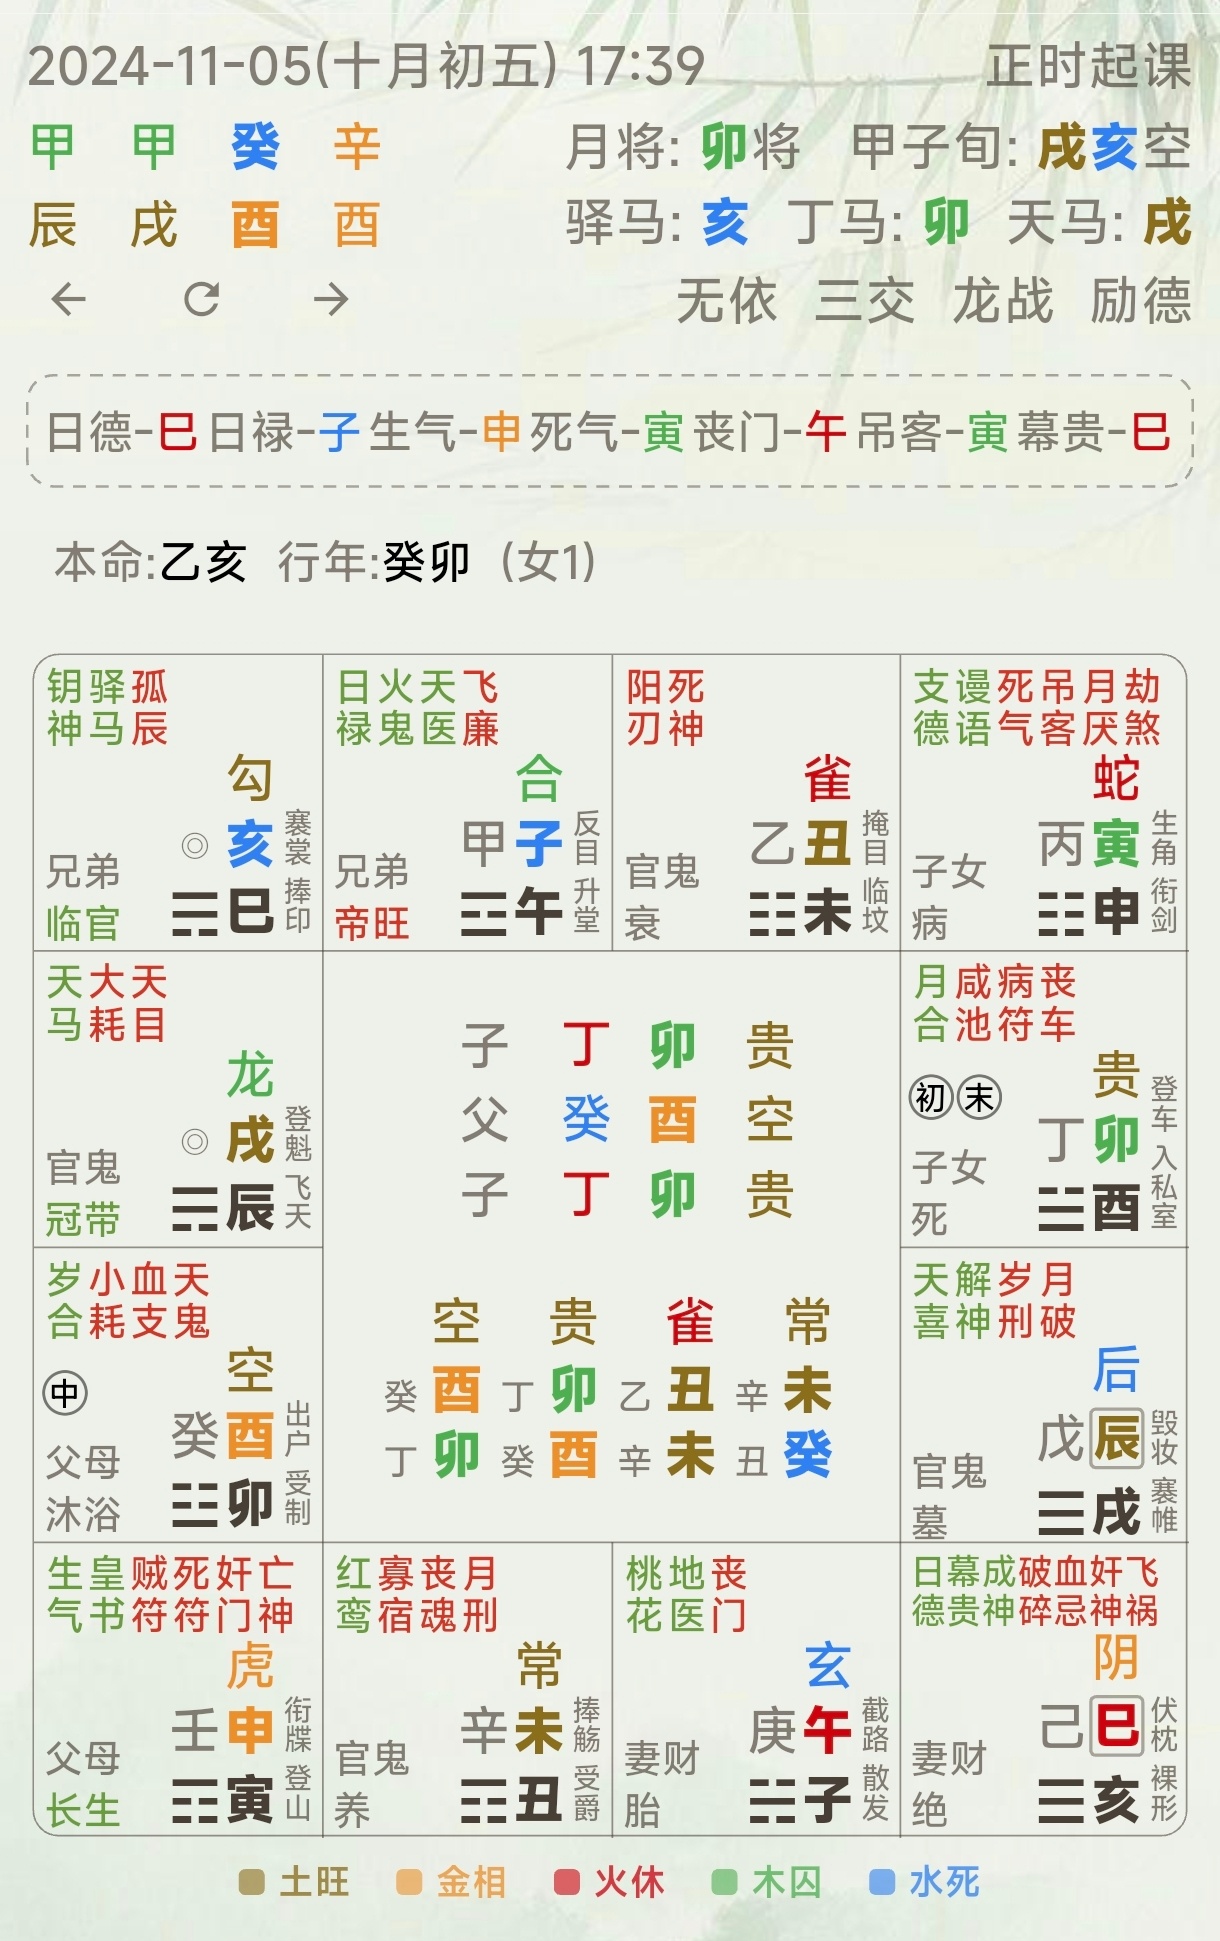 2024-11-05(十月初五) 17:39 正时起课
甲 甲 癸 辛 月将: 卯将 甲子旬: 戌亥空
辰 戌 酉 酉 驿马: 亥 丁马: 卯 天马: 戌
← → 无依 三交 龙战 励德
日德-巳 日禄-子 生气-申 死气-寅 丧门-午 吊客-寅 幕贵-巳
本命:乙亥 行年:癸卯 (女1)
钥神 驿马 孤辰
勾
◎ 亥 褰裳
兄弟
临官 ☴ 巳 捧印
日禄 火鬼 天医 飞廉
合
甲 子 反目
兄弟
帝旺 ☲ 午 升堂
阳刃 死神
雀
乙 丑 掩目
官鬼
衰 ☷ 未 临坟
支德 谩语 死气 吊客 月厌 劫煞
蛇
丙 寅 生角
子女
病 ☷ 申 衔剑
天马 大耗 天目
龙
◎ 戌 登魁
官鬼
冠带 ☴ 辰 飞天
子 丁 卯 贵
父 癸 酉 空
子 丁 卯 贵
空 贵 雀 常
癸 酉 丁 卯 乙 丑 辛 未
丁 卯 癸 酉 辛 未 丑 癸
月合 咸池 病符 丧车
贵
初 末
丁 卯 登车
子女
死 ☱ 酉 入私室
岁合 小耗 血支 天鬼
空
中
癸 酉 出户
父母
沐浴 ☳ 卯 受制
天喜 解神 岁刑 月破
后
戊 辰 毁妆
官鬼
墓 ☰ 戌 褰帷
生气 皇书 贼符 死符 奸门 亡神
虎
壬 申 衔牒
父母
长生 ☶ 寅 登山
红鸾 寡宿 丧魂 月刑
常
辛 未 捧觞
官鬼
养 ☶ 丑 受爵
桃花 地医 丧门
玄
庚 午 截路
妻财
胎 ☵ 子 散发
日德 幕贵 成神 破碎 血忌 奸神 飞祸
阴
己 巳 伏枕
妻财
绝 ☰ 亥 裸形
土旺 金相 火休 木囚 水死